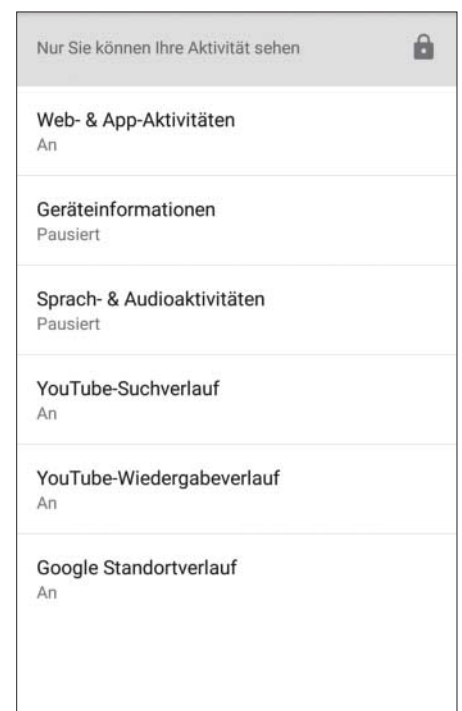 Nur Sie können Ihre Aktivität sehen
Web- & App-Aktivitäten
An
Geräteinformationen
Pausiert
Sprach- & Audioaktivitäten
Pausiert
YouTube-Suchverlauf
An
YouTube-Wiedergabeverlauf
An
Google Standortverlauf
An